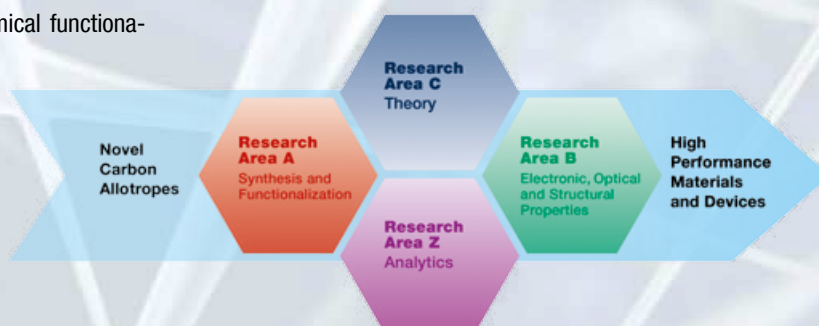 mical functiona-
Novel
Carbon
Allotropes
Research
Area A
Synthesis and
Functionalization
Research
Area C
Theory
Research
Area Z
Analytics
Research
Area B
Electronic, Optical
and Structural
Properties
High
Performance
Materials
and Devices